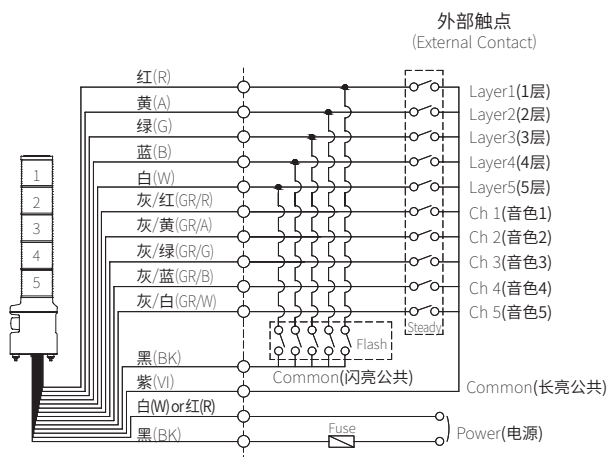 外部触点
(External Contact)
红(R)
Layer1(1层)
黄(A)
Layer2(2层)
绿(G)
Layer3(3层)
蓝(B)
Layer4(4层)
白(W)
Layer5(5层)
灰/红(GR/R)
Ch 1(音色1)
灰/黄(GR/A)
Ch 2(音色2)
灰/绿(GR/G)
Ch 3(音色3)
灰/蓝(GR/B)
Ch 4(音色4)
灰/白(GR/W)
Ch 5(音色5)
1
2
3
4
5
Steady
Flash
黑(BK)
Common(闪亮公共)
紫(VI)
Common(长亮公共)
白(W) or 红(R)
Power(电源)
黑(BK)
Fuse